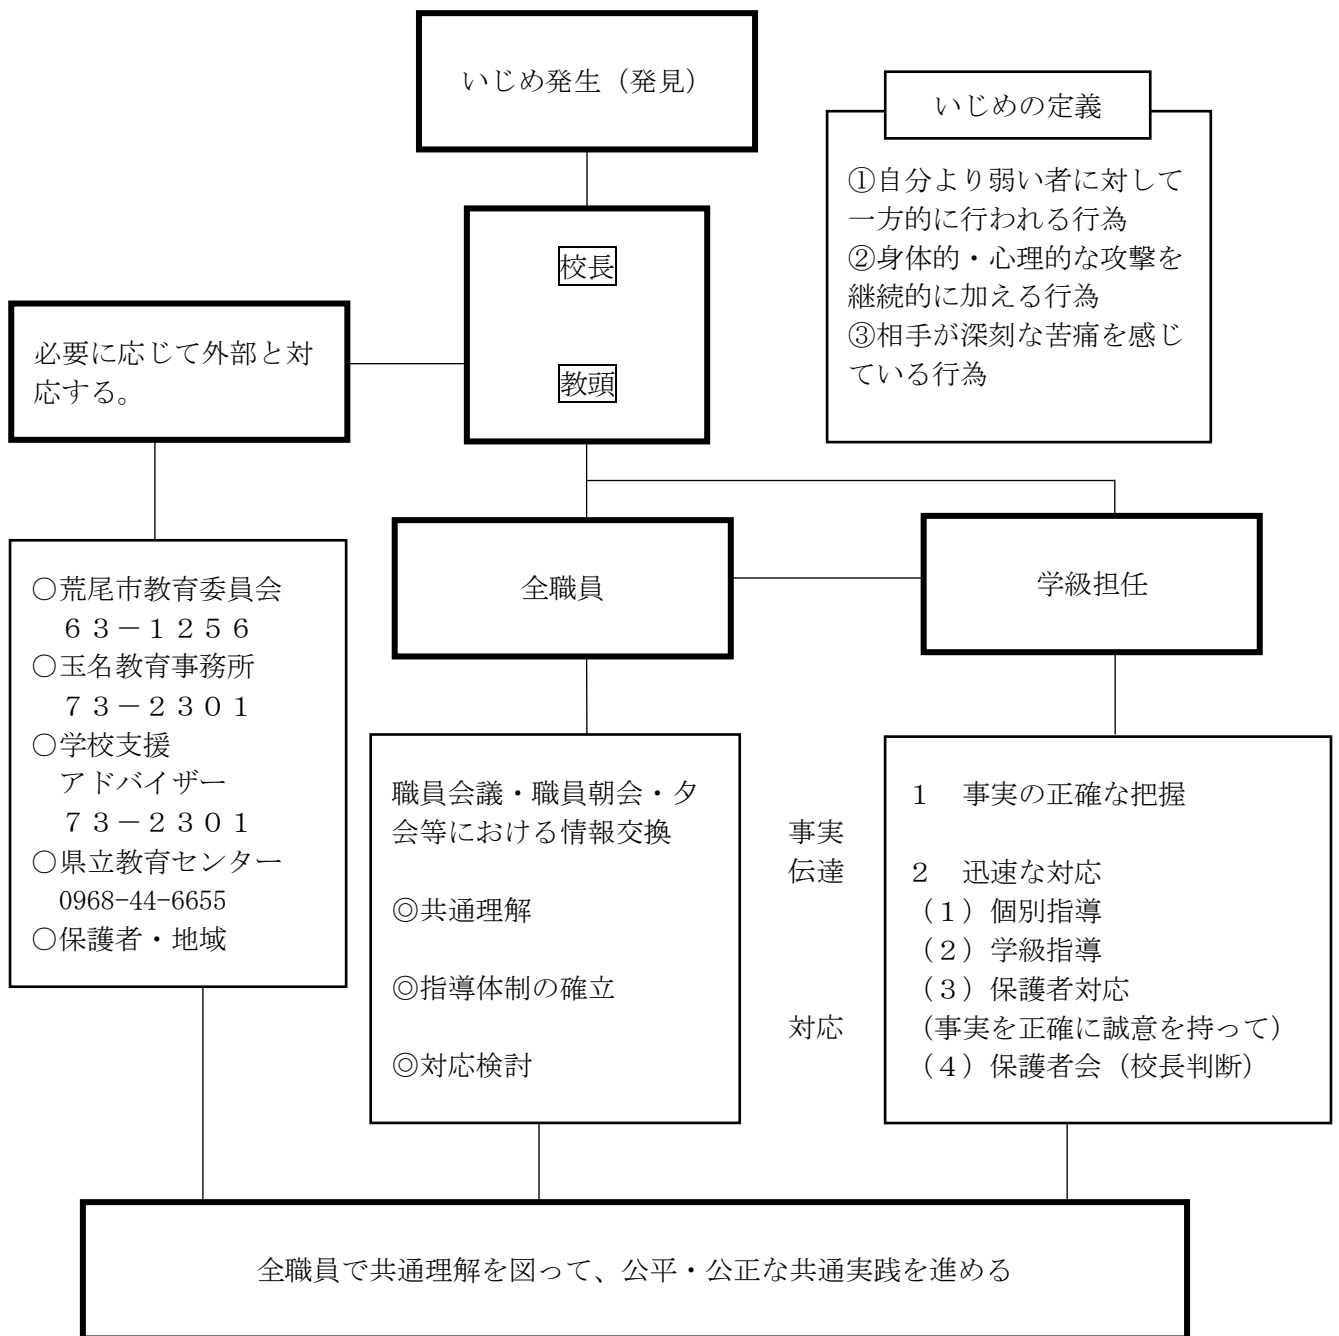 いじめ発生（発見）
いじめの定義
①自分より弱い者に対して
一方的に行われる行為
②身体的・心理的な攻撃を
継続的に加える行為
③相手が深刻な苦痛を感じ
ている行為
校長
教頭
必要に応じて外部と対
応する。
全職員
学級担任
○荒尾市教育委員会
６３－１２５６
○玉名教育事務所
７３－２３０１
○学校支援
アドバイザー
７３－２３０１
○県立教育センター
0968-44-6655
○保護者・地域
職員会議・職員朝会・夕
会等における情報交換
◎共通理解
◎指導体制の確立
◎対応検討
事実
伝達
対応
１　事実の正確な把握
２　迅速な対応
（１）個別指導
（２）学級指導
（３）保護者対応
（事実を正確に誠意を持って）
（４）保護者会（校長判断）
全職員で共通理解を図って、公平・公正な共通実践を進める